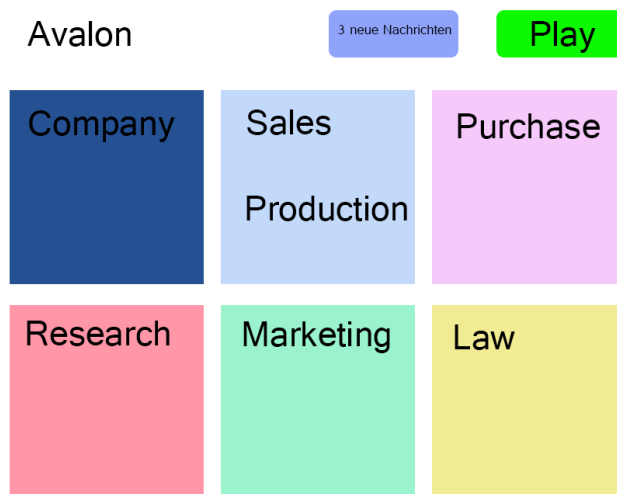 Avalon
3 neue Nachrichten
Play
Company
Sales
Purchase
Production
Research
Marketing
Law